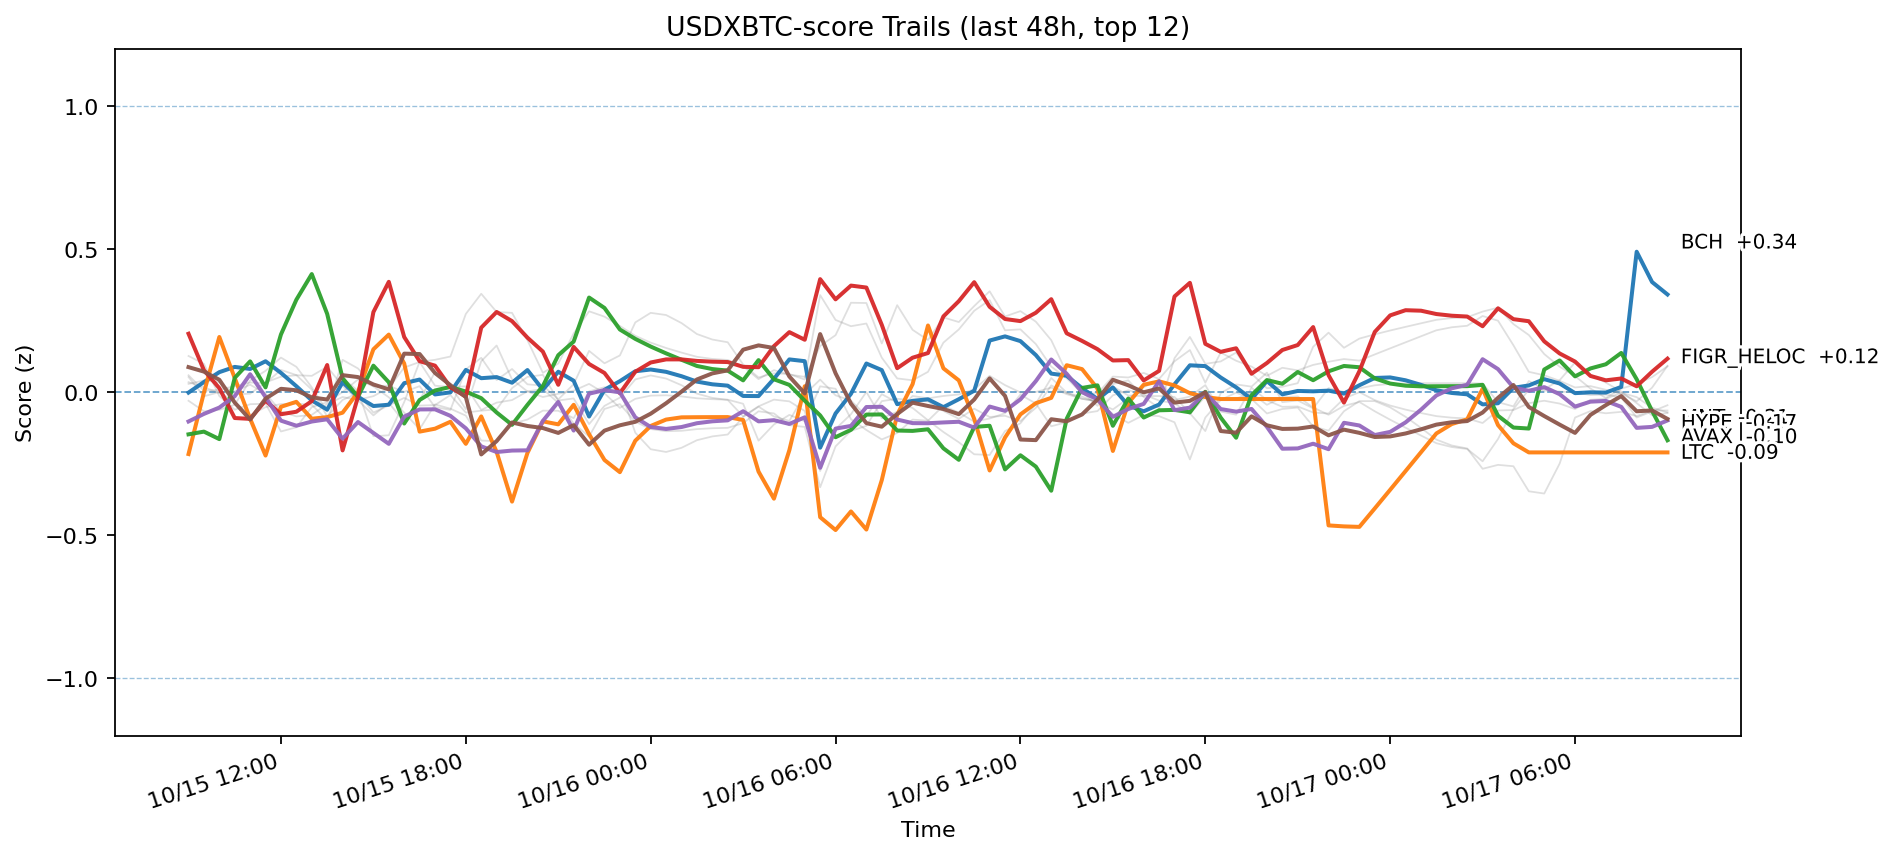 USDXBTC-score Trails (last 48h, top 12)
Score (z)
1.0
0.5
0.0
−0.5
−1.0
BCH +0.34
FIGR_HELOC +0.12
HYPE
AVAX -0.10
LTC -0.09
10/15 12:00
10/15 18:00
10/16 00:00
10/16 06:00
10/16 12:00
10/16 18:00
10/17 00:00
10/17 06:00
Time